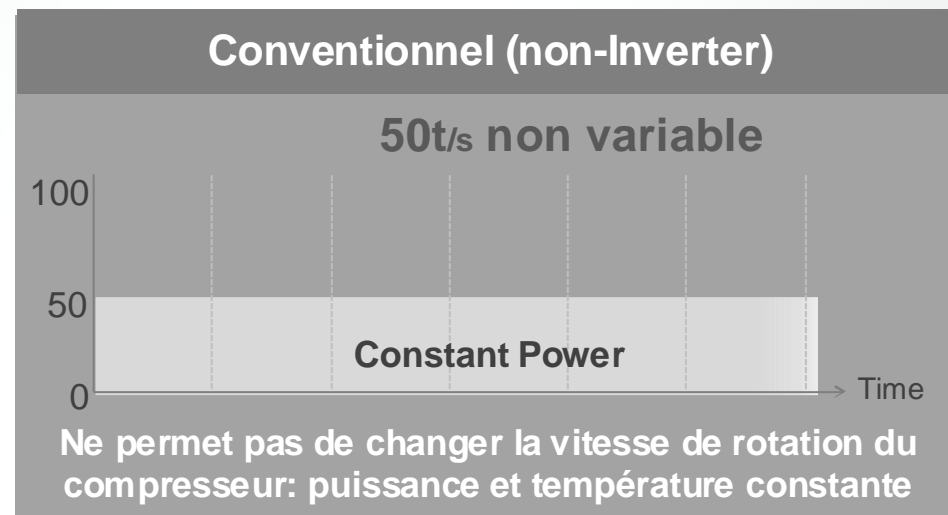 Conventionnel (non-Inverter)
50t/s non variable
100
50
Constant Power
0
Time
Ne permet pas de changer la vitesse de rotation du
compresseur: puissance et température constante